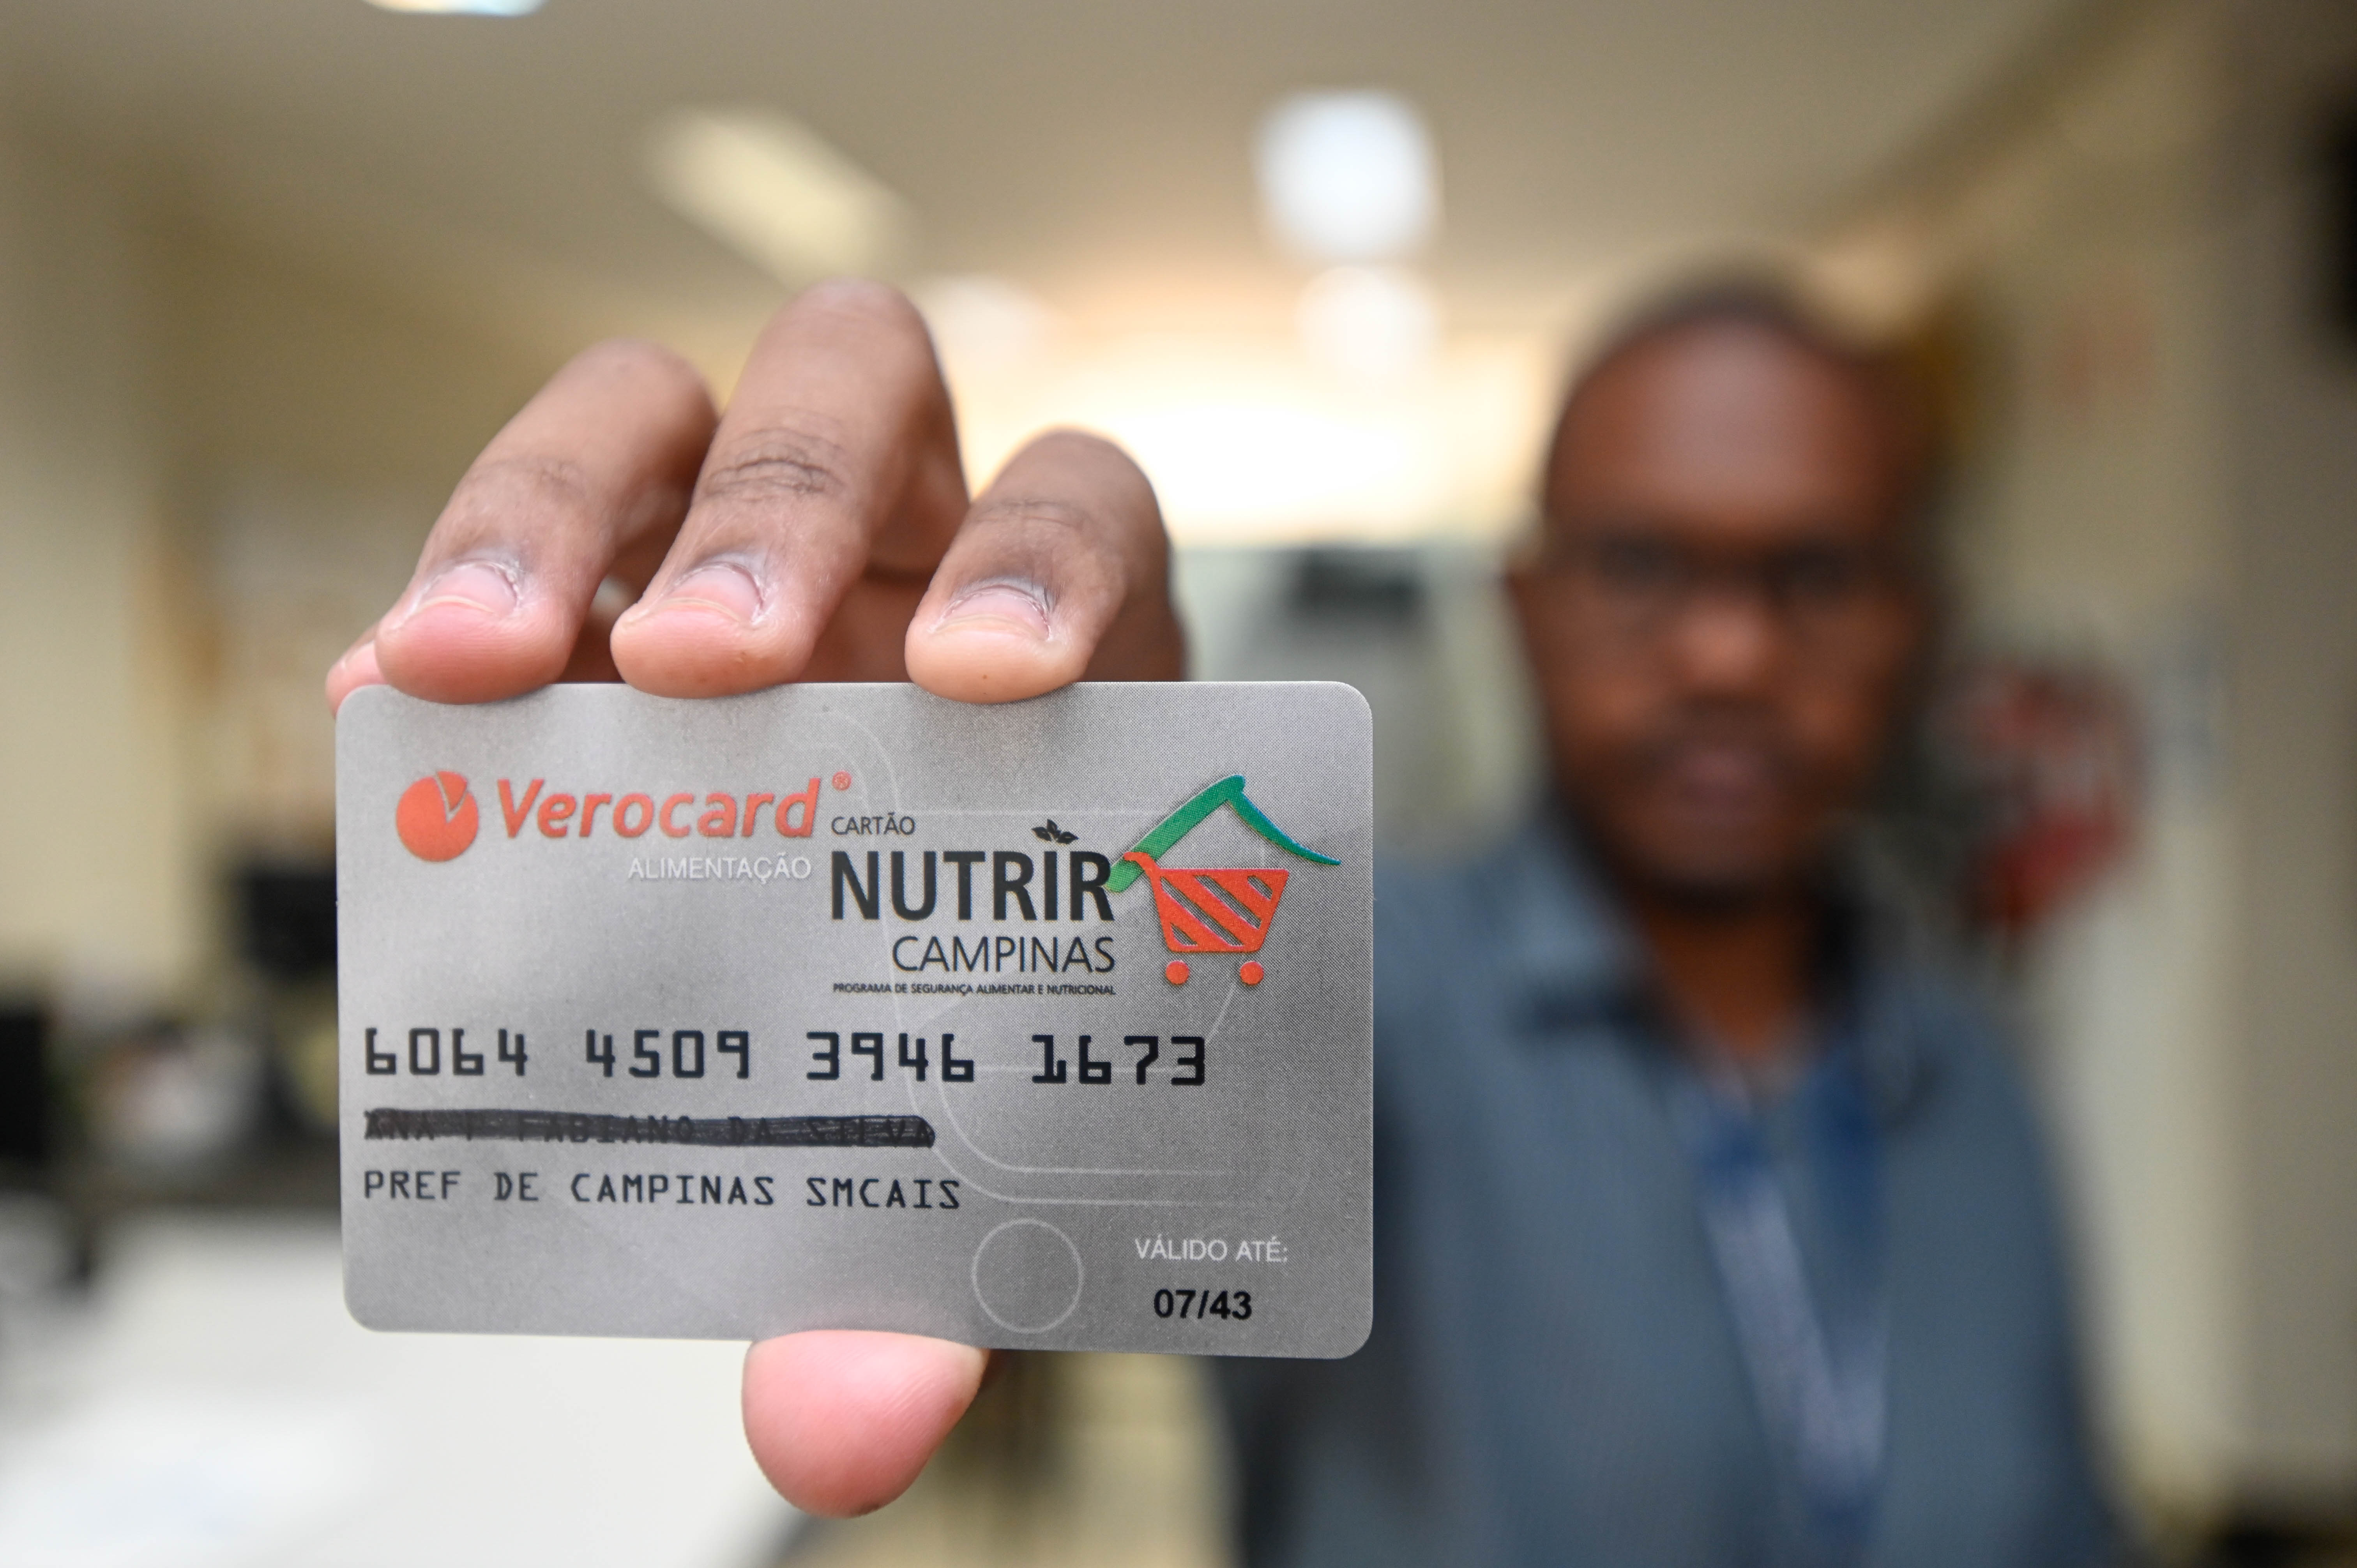 Verocard®
ALIMENTAÇÃO
CARTÃO
NUTRIR
CAMPINAS
PROGRAMA DE SEGURANÇA ALIMENTAR E NUTRICIONAL
6064 4509 3946 1673
PREF DE CAMPINAS SMCAIS
VÁLIDO ATÉ:
07/43